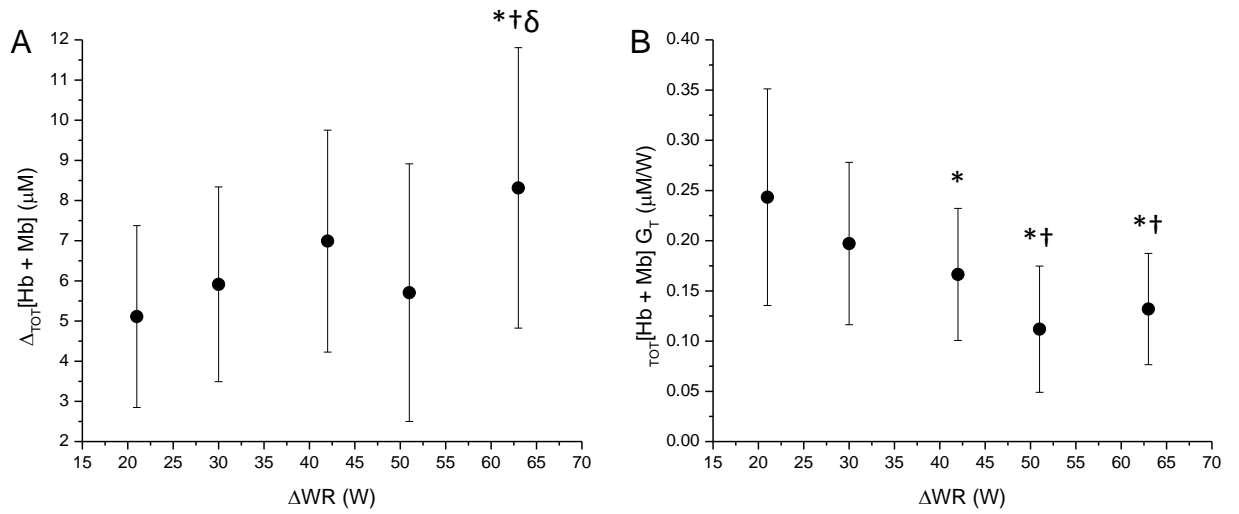 A
*†δ
12
11
10
9
8
7
6
5
4
3
2
Δ_TOT[Hb + Mb] (μM)
15 20 25 30 35 40 45 50 55 60 65 70
ΔWR (W)
B
0.40
0.35
0.30
0.25
0.20
0.15
0.10
0.05
0.00
_TOT[Hb + Mb] G_T (μM/W)
*
*†
*†
15 20 25 30 35 40 45 50 55 60 65 70
ΔWR (W)